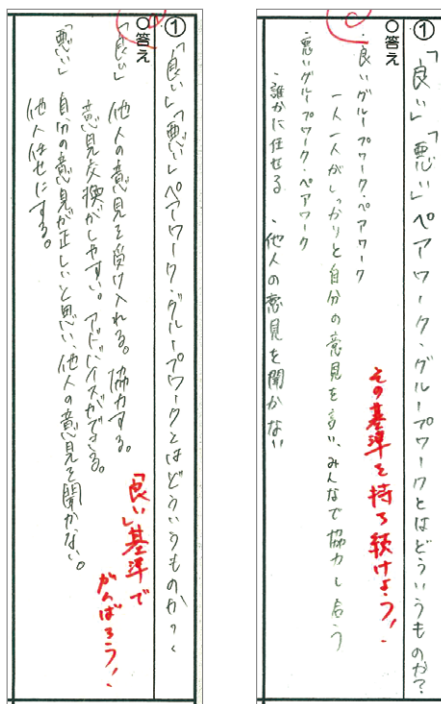 ①「良い」「悪い」ペアワーク・グループワークとはどういうものか？
○答え
・良いグループワーク・ペアワーク
一人一人がしっかりと自分の意見を言い、みんなで協力し合う
・悪いグループワーク・ペアワーク
・誰かに任せる ・他人の意見を聞かない
その基準を持ち続けよう！
①「良い」「悪い」ペアワーク・グループワークとはどういうものか？
○答え
「良い」 他人の意見を受け入れる。協力する。
意見交換がしやすい。アドバイスができる。
「悪い」 自分の意見が正しいと思い、他人の意見を聞かない。
他人任せにする。
「良い」基準で
がんばろう！